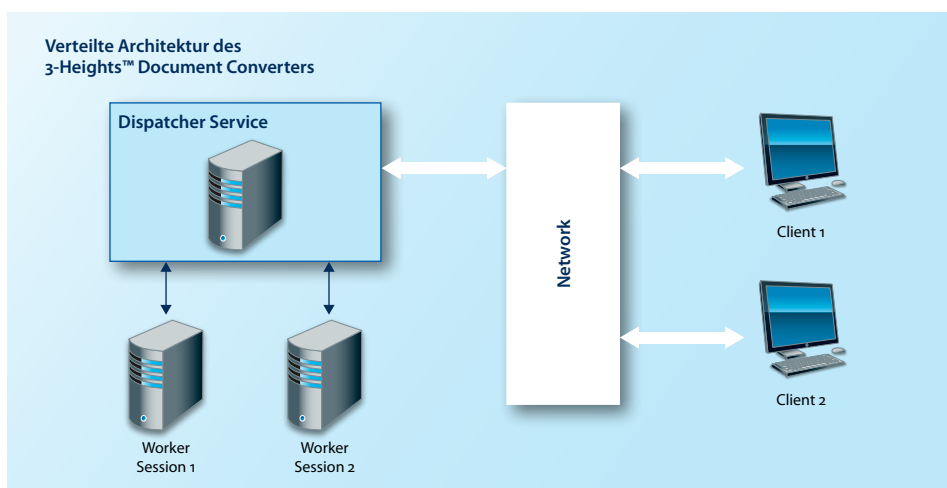 Verteilte Architektur des
3-Heights™ Document Converters
Dispatcher Service
Network
Client 1
Client 2
Worker
Session 1
Worker
Session 2